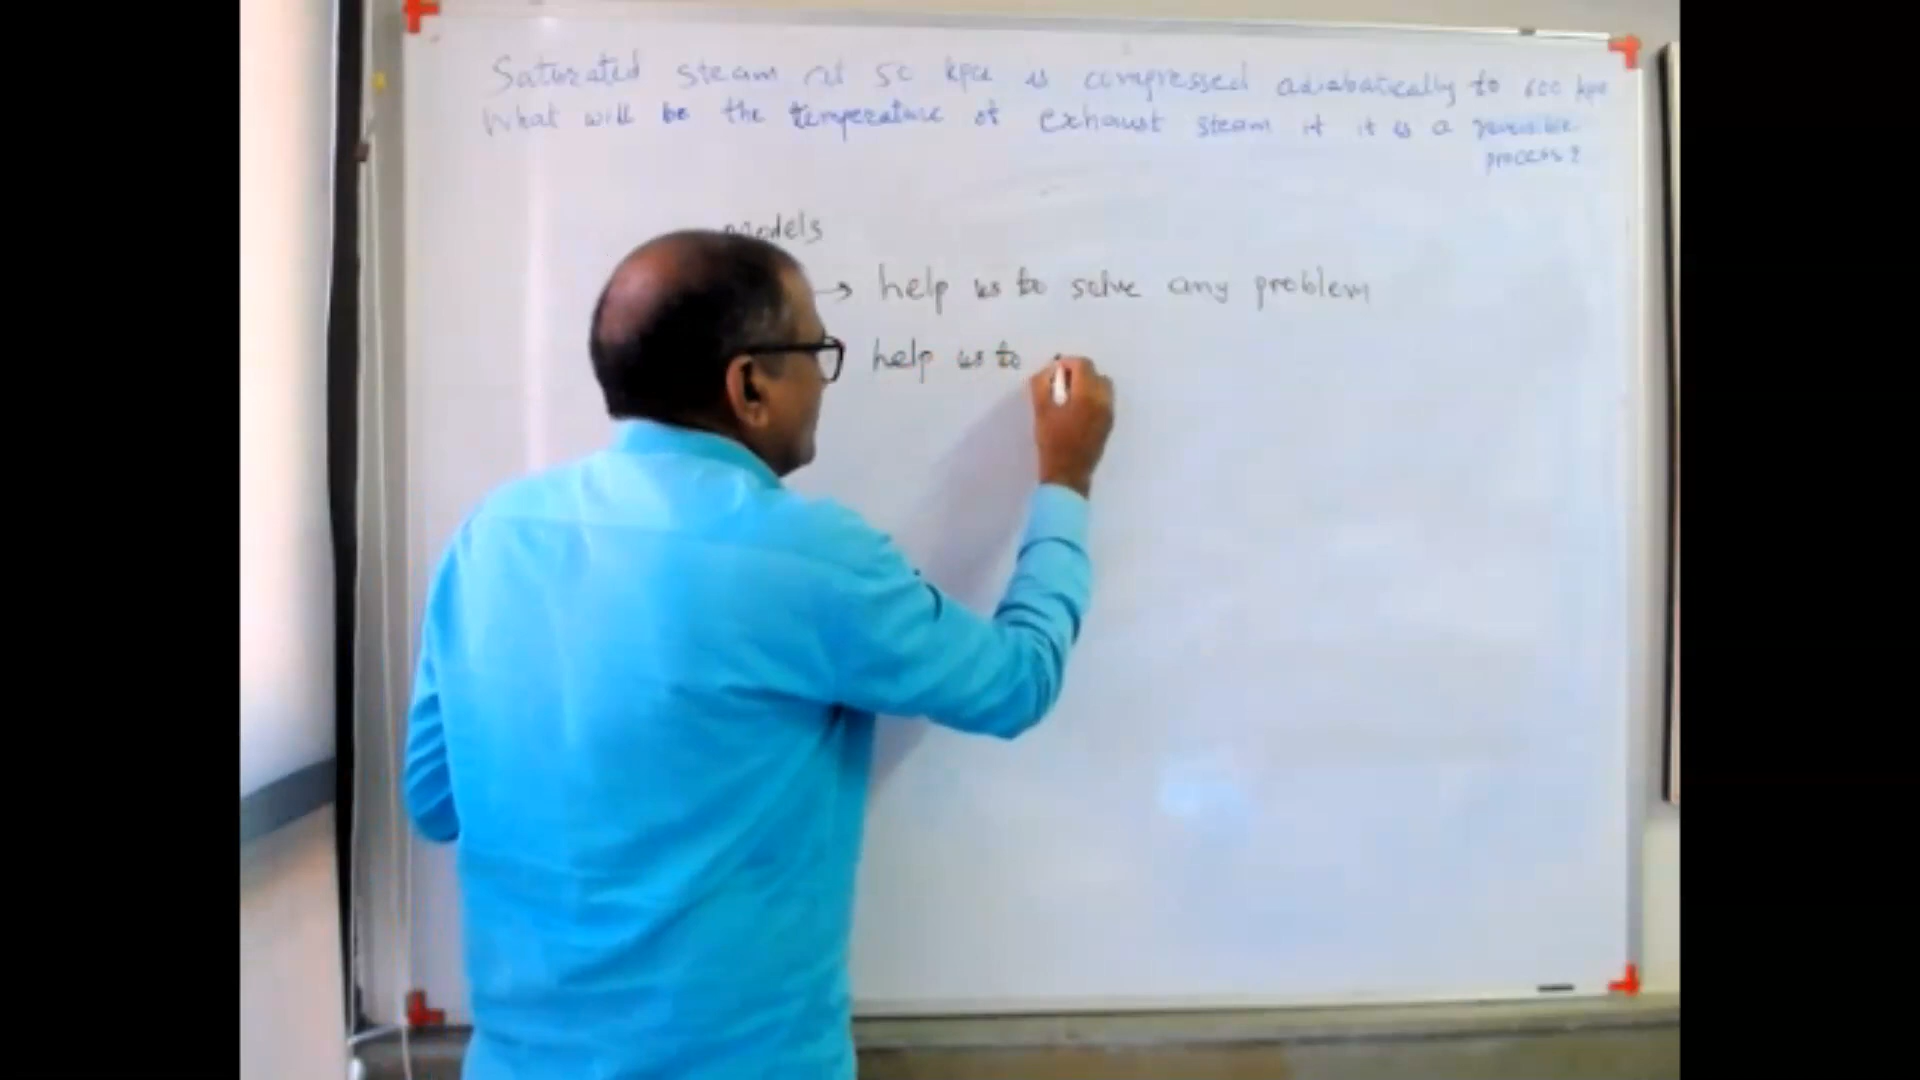 Saturated steam at 50 kpa is compressed adiabatically to 600 kpa
What will be the temperature of exhaust steam if it is a reversible
process?
models
→ help us to solve any problem
help us to